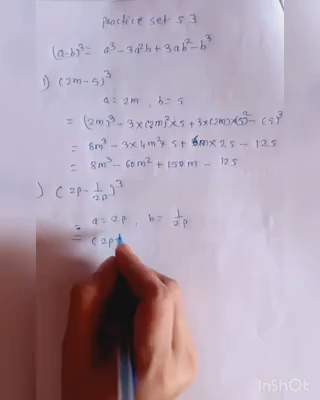 practice set 5.3
(a-b)³ = a³ - 3a²b + 3ab² - b³
1) (2m - 5)³
a = 2m, b = 5
= (2m)³ - 3×(2m)²×5 + 3×(2m)×(5)² - (5)³
= 8m³ - 3×4m²×5 + 6m×25 - 125
= 8m³ - 60m² + 150m - 125
) (2p - 1/2p)³
= a = 2p, b = 1/2p
= (2p
InShOt